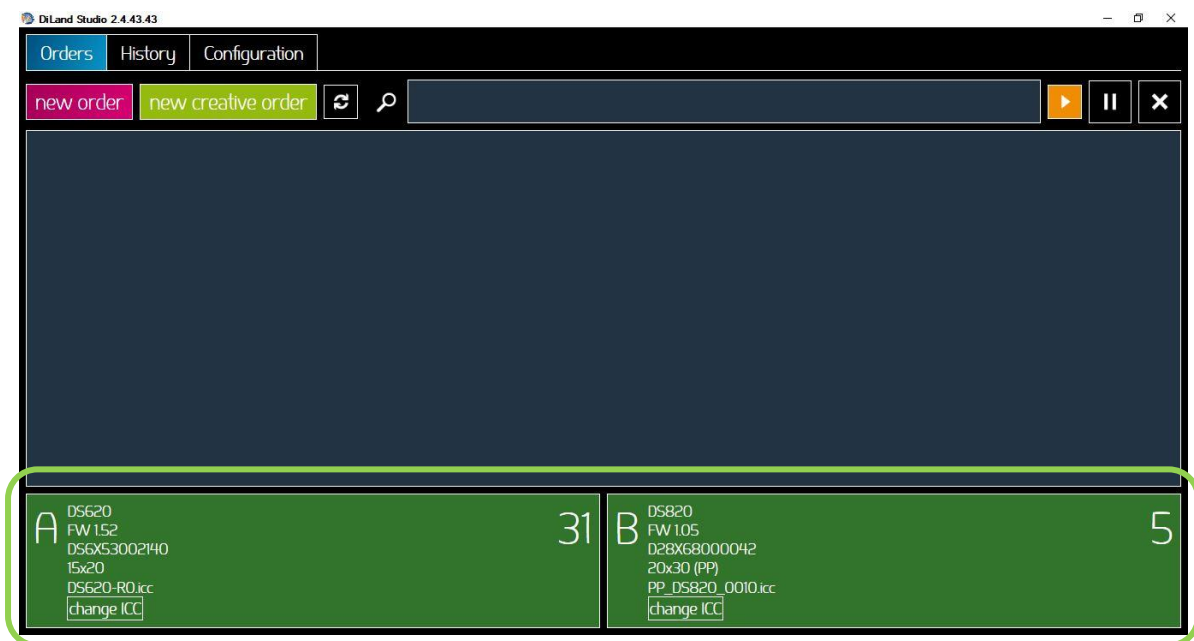 DiLand Studio 2.4.43.43
Orders History Configuration
new order new creative order
A
DS620
FW 1.52
DS6X53002140
15x20
DS620-R0.icc
change ICC
31
B
DS820
FW 1.05
D28X68000042
20x30 (PP)
PP_DS820_0010.icc
change ICC
5